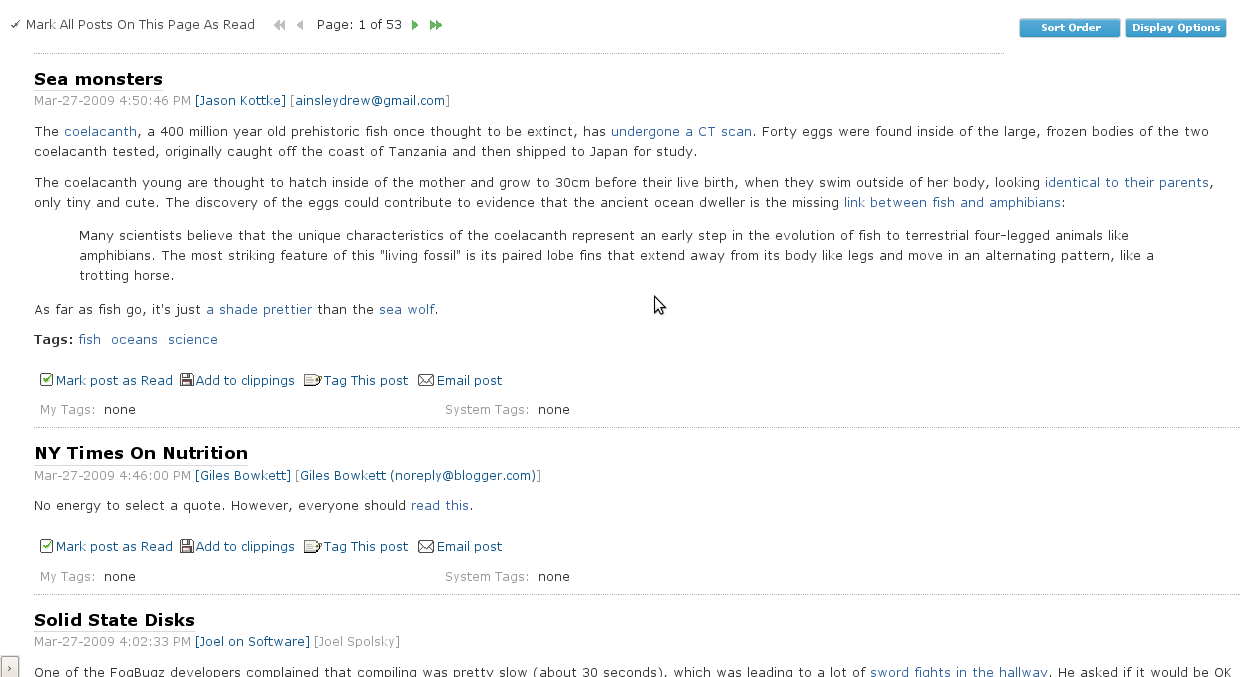 Mark All Posts On This Page As Read Page: 1 of 53 Sort Order Display Options
Sea monsters
Mar-27-2009 4:50:46 PM [Jason Kottke] [ainsleydrew@gmail.com]
The coelacanth, a 400 million year old prehistoric fish once thought to be extinct, has undergone a CT scan. Forty eggs were found inside of the large, frozen bodies of the two
coelacanth tested, originally caught off the coast of Tanzania and then shipped to Japan for study.
The coelacanth young are thought to hatch inside of the mother and grow to 30cm before their live birth, when they swim outside of her body, looking identical to their parents,
only tiny and cute. The discovery of the eggs could contribute to evidence that the ancient ocean dweller is the missing link between fish and amphibians:
Many scientists believe that the unique characteristics of the coelacanth represent an early step in the evolution of fish to terrestrial four-legged animals like
amphibians. The most striking feature of this "living fossil" is its paired lobe fins that extend away from its body like legs and move in an alternating pattern, like a
trotting horse.
As far as fish go, it's just a shade prettier than the sea wolf.
Tags: fish oceans science
Mark post as Read Add to clippings Tag This post Email post
My Tags: none System Tags: none
NY Times On Nutrition
Mar-27-2009 4:46:00 PM [Giles Bowkett] [Giles Bowkett (noreply@blogger.com)]
No energy to select a quote. However, everyone should read this.
Mark post as Read Add to clippings Tag This post Email post
My Tags: none System Tags: none
Solid State Disks
Mar-27-2009 4:02:33 PM [Joel on Software] [Joel Spolsky]
One of the FogBugz developers complained that compiling was pretty slow (about 30 seconds), which was leading to a lot of sword fights in the hallway. He asked if it would be OK